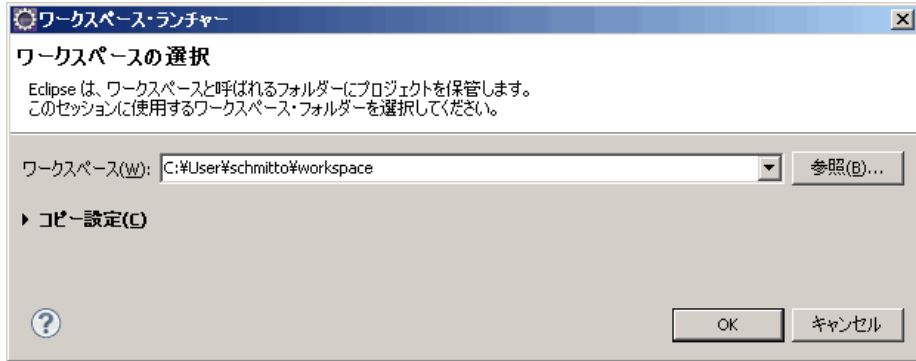 ワークスペース・ランチャー
ワークスペースの選択
Eclipse は、ワークスペースと呼ばれるフォルダーにプロジェクトを保管します。
このセッションに使用するワークスペース・フォルダーを選択してください。
ワークスペース(W): C:¥User¥schmitto¥workspace 参照(B)...
コピー設定(C)
OK キャンセル